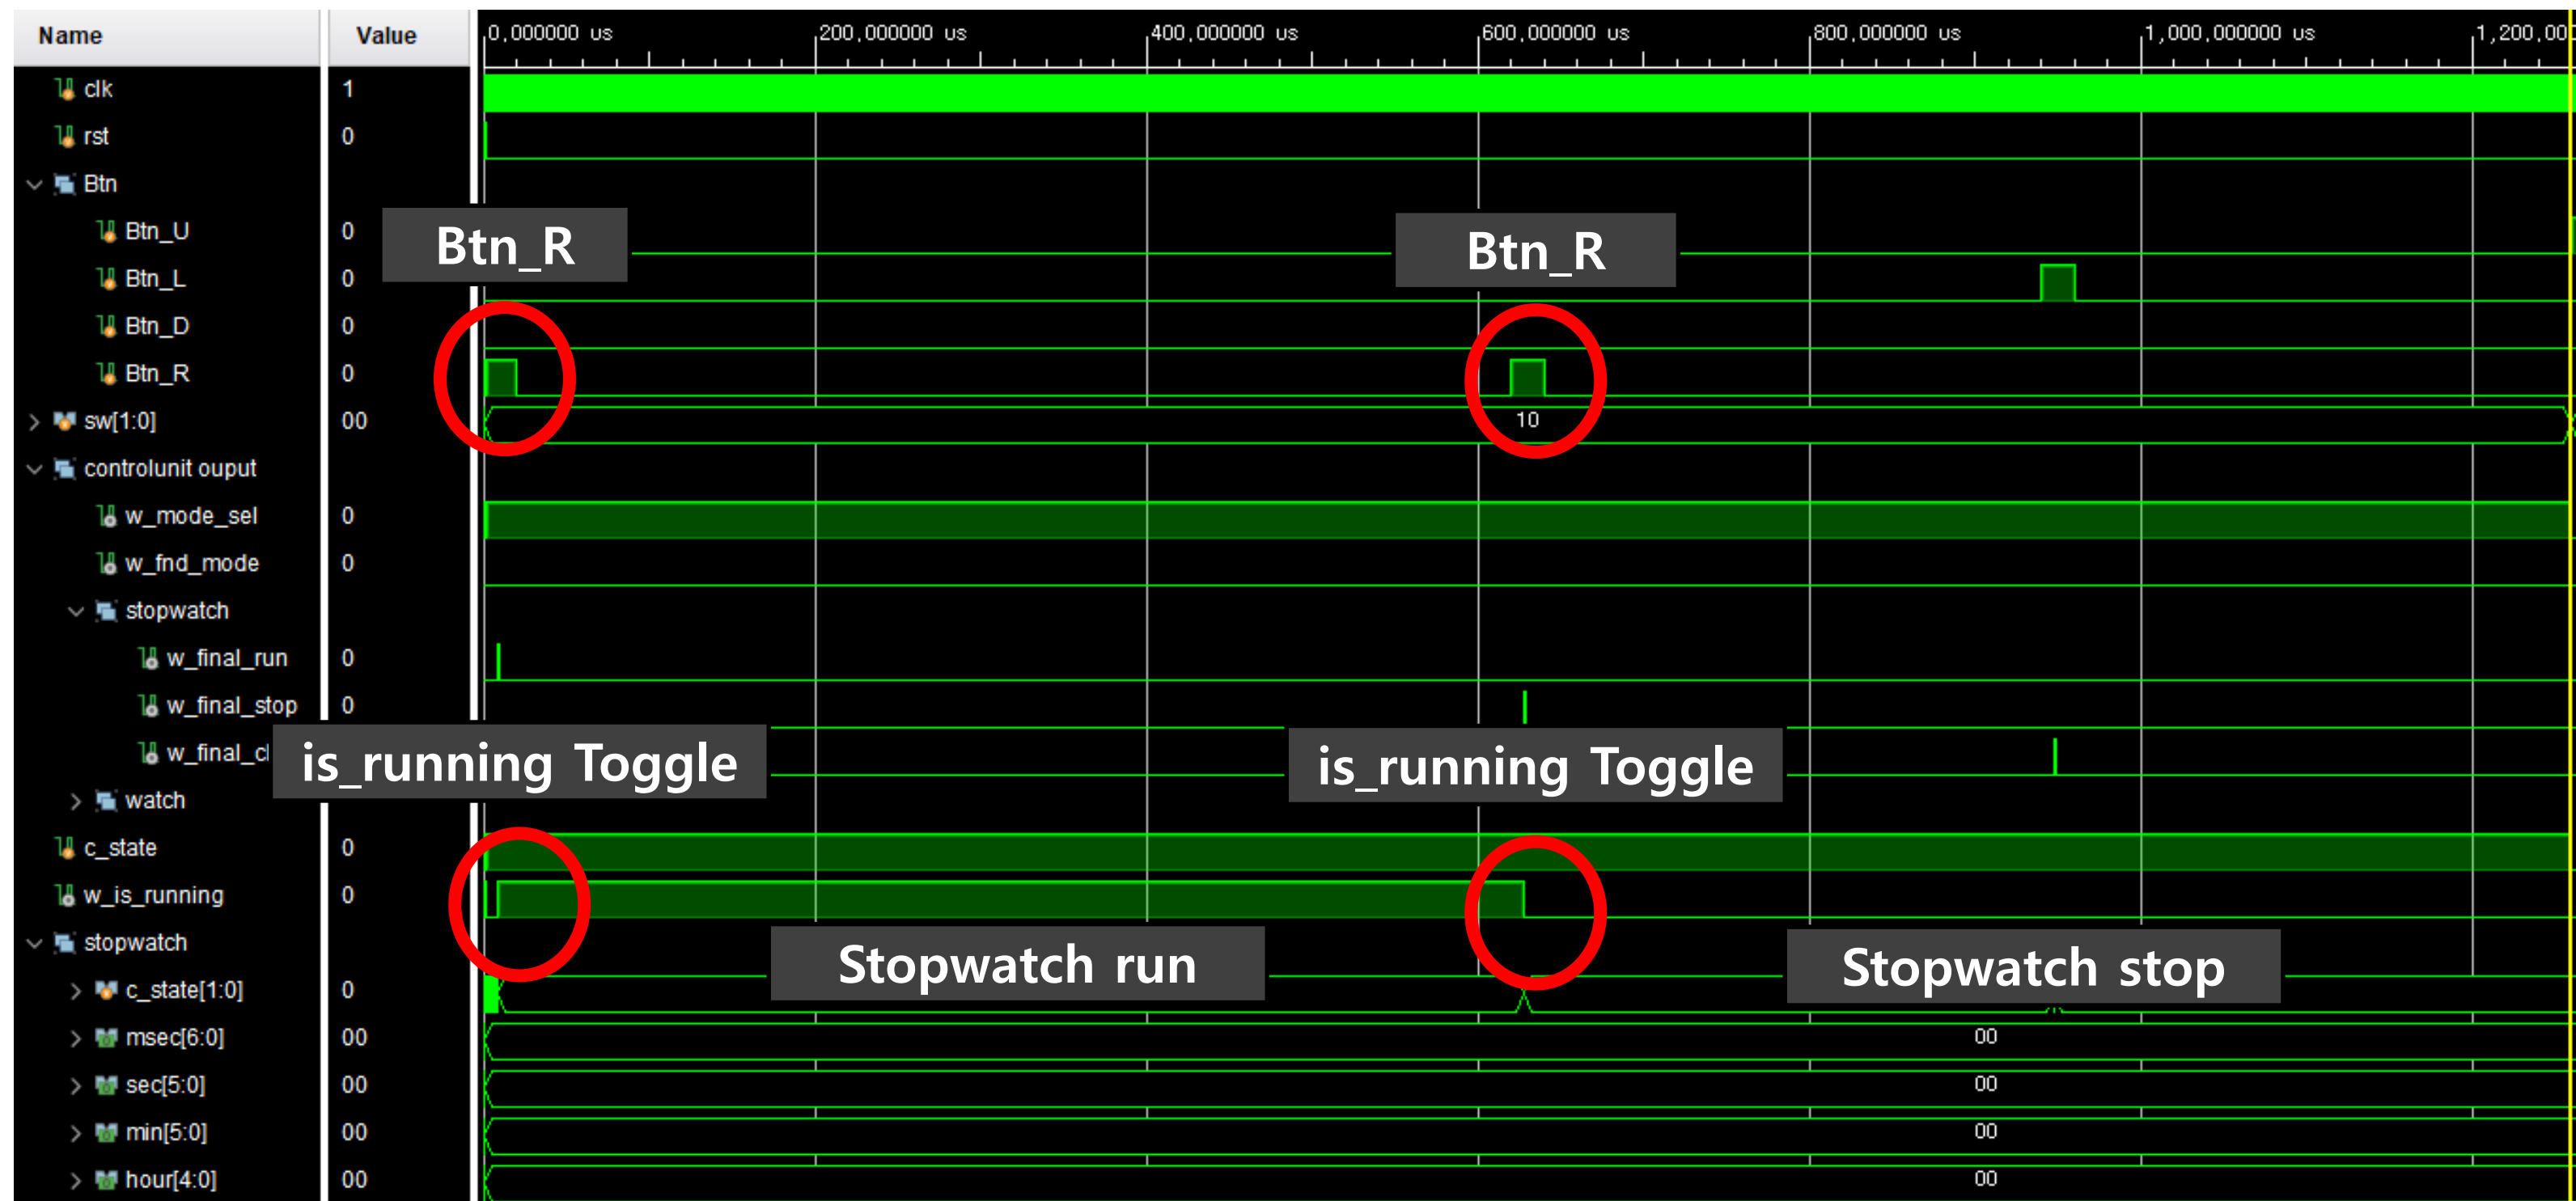 Name Value 0,000000 us 200,000000 us 400,000000 us 600,000000 us 800,000000 us 1,000,000000 us 1,200,00
clk 1
rst 0
Btn
Btn_U 0
Btn_R Btn_R
Btn_L 0
Btn_D 0
Btn_R 0
sw[1:0] 00 10
controlunit ouput
w_mode_sel 0
w_fnd_mode 0
stopwatch
w_final_run 0
w_final_stop 0
w_final_cl
is_running Toggle is_running Toggle
watch
c_state 0
w_is_running 0
stopwatch
Stopwatch run Stopwatch stop
c_state[1:0] 0
msec[6:0] 00 00
sec[5:0] 00 00
min[5:0] 00 00
hour[4:0] 00 00